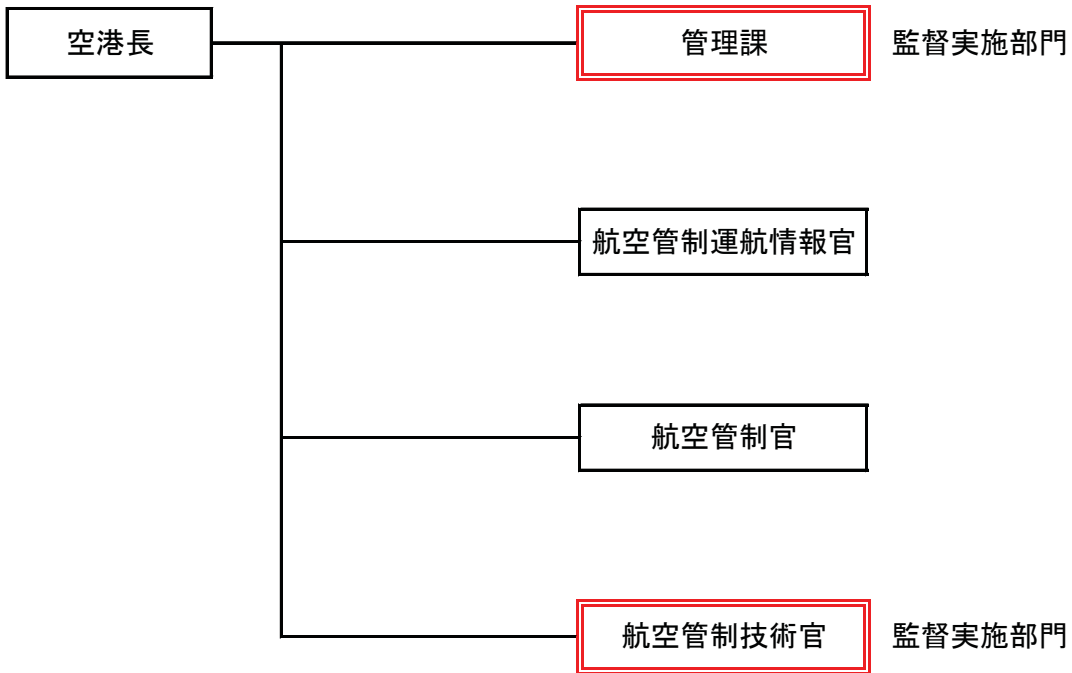 空港長
管理課
監督実施部門
航空管制運航情報官
航空管制官
航空管制技術官
監督実施部門